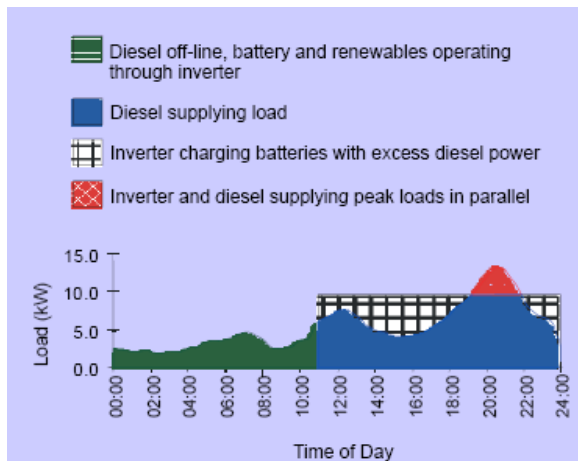 Diesel off-line, battery and renewables operating
through inverter
Diesel supplying load
Inverter charging batteries with excess diesel power
Inverter and diesel supplying peak loads in parallel
15.0
10.0
5.0
0.0
Load (kW)
00:00
02:00
04:00
06:00
08:00
10:00
12:00
14:00
16:00
18:00
20:00
22:00
24:00
Time of Day